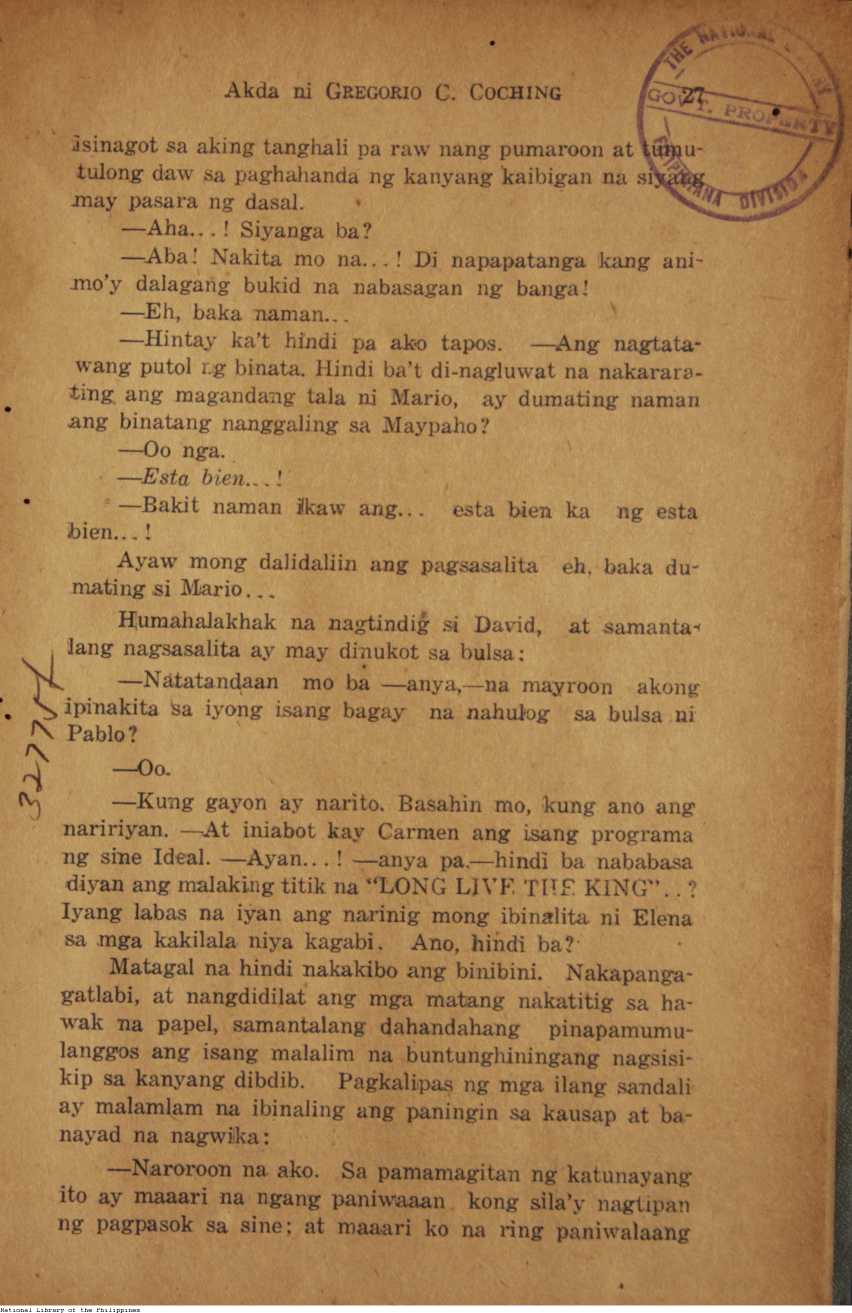 Akda ni GREGORIO C. COCHING
27
THE NATIONAL
GOV'T. PROPERTY
FILIPINIANA DIVISION
isinagot sa aking tanghali pa raw nang pumaroon at tumu-
tulong daw sa paghahanda ng kanyang kaibigan na siyang
may pasara ng dasal.
—Aha...! Siyanga ba?
—Aba! Nakita mo na...! Di napapatanga kang ani-
mo'y dalagang bukid na nabasagan ng banga!
—Eh, baka naman...
—Hintay ka't hindi pa ako tapos. —Ang nagtata-
wang putol ng binata. Hindi ba't di-nagluwat na nakarara-
ting ang magandang tala ni Mario, ay dumating naman
ang binatang nanggaling sa Maypaho?
—Oo nga.
—Esta bien...!
—Bakit naman ikaw ang... esta bien ka ng esta
bien...!
Ayaw mong dalidaliin ang pagsasalita eh, baka du-
mating si Mario...
Humahalakhak na nagtindig si David, at samanta-
lang nagsasalita ay may dinukot sa bulsa:
—Natatandaan mo ba —anya,—na mayroon akong
ipinakita sa iyong isang bagay na nahulog sa bulsa ni
Pablo?
—Oo.
—Kung gayon ay narito. Basahin mo, kung ano ang
naririyan. —At iniabot kay Carmen ang isang programa
ng sine Ideal. —Ayan...! —anya pa.—hindi ba nababasa
diyan ang malaking titik na "LONG LIVE THE KING"..?
Iyang labas na iyan ang narinig mong ibinalita ni Elena
sa mga kakilala niya kagabi. Ano, hindi ba?
Matagal na hindi nakakibo ang binibini. Nakapanga-
gatlabi, at nangdidilat ang mga matang nakatitig sa ha-
wak na papel, samantalang dahandahang pinapamumu-
langgos ang isang malalim na buntunghiningang nagsisi-
kip sa kanyang dibdib. Pagkalipas ng mga ilang sandali
ay malamlam na ibinaling ang paningin sa kausap at ba-
nayad na nagwika:
—Naroroon na ako. Sa pamamagitan ng katunayang
ito ay maaari na ngang paniwaaan kong sila'y nagtipan
ng pagpasok sa sine; at maaari ko na ring paniwalaang
National Library of the Philippines